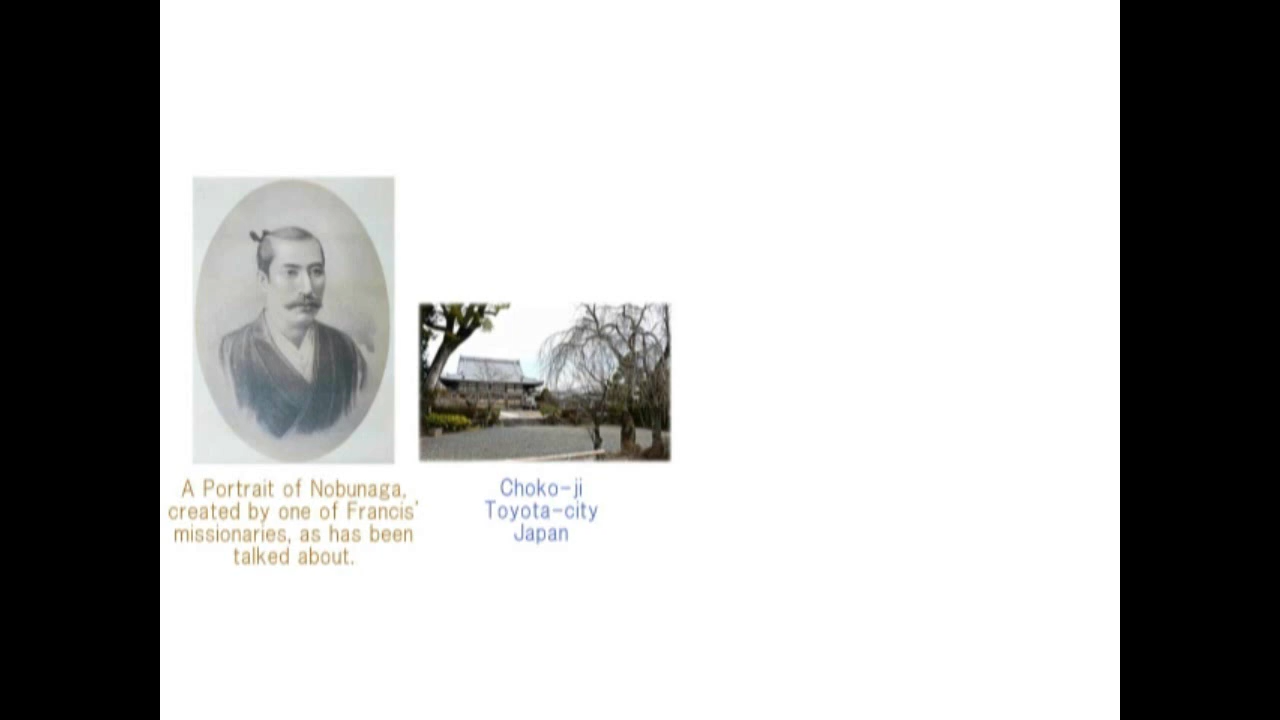 A Portrait of Nobunaga,
created by one of Francis'
missionaries, as has been
talked about.
Choko-ji
Toyota-city
Japan